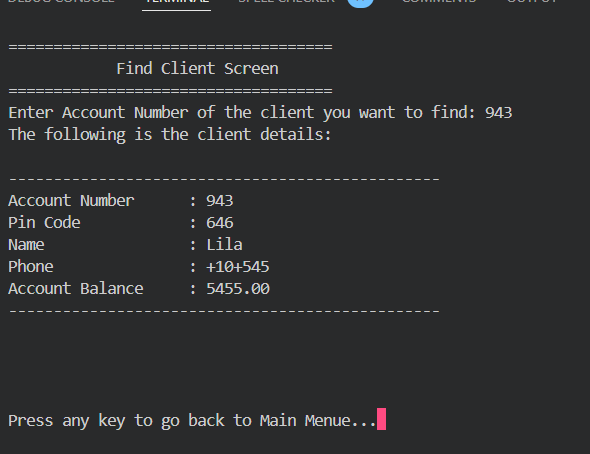 DEBUG CONSOLE TERMINAL SPELL CHECKER COMMENTS OUTPUT
===================================
Find Client Screen
===================================
Enter Account Number of the client you want to find: 943
The following is the client details:
------------------------------------------------
Account Number : 943
Pin Code : 646
Name : Lila
Phone : +10+545
Account Balance : 5455.00
------------------------------------------------
Press any key to go back to Main Menue...